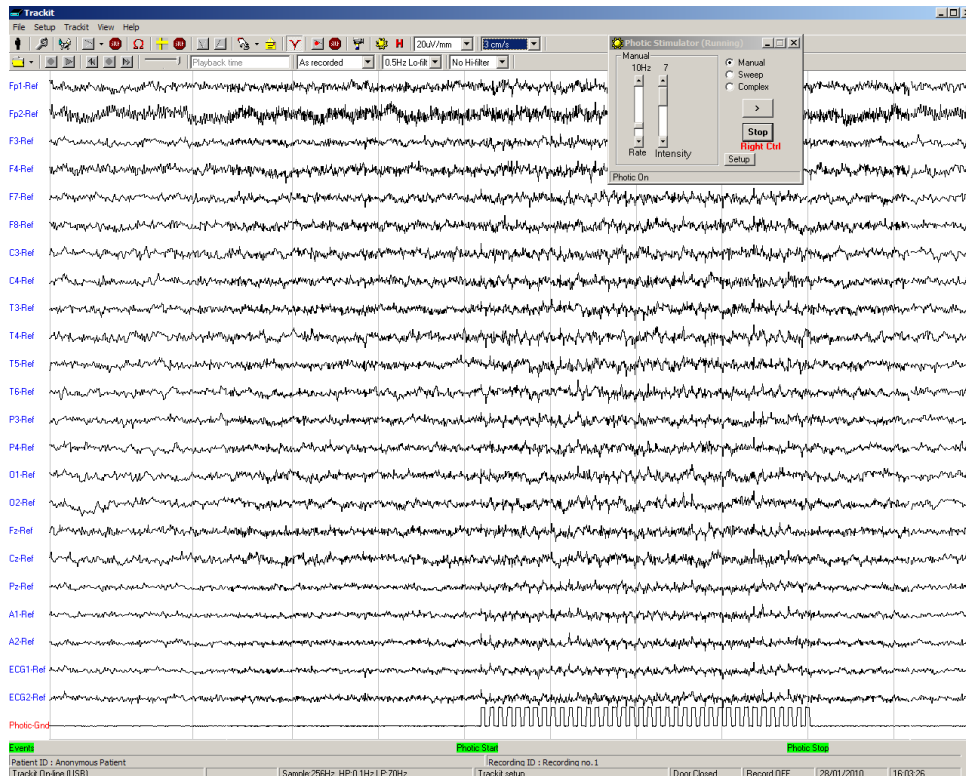 Trackit
File Setup Trackit View Help
20uV/mm 3 cm/s
Playback time As recorded 0.5Hz Lo-filt No Hi-filter
Photic Stimulator (Running)
Manual
10Hz 7
Rate Intensity
Manual
Sweep
Complex
>
Stop
Right Ctrl
Setup
Photic On
Fp1-Ref
Fp2-Ref
F3-Ref
F4-Ref
F7-Ref
F8-Ref
C3-Ref
C4-Ref
T3-Ref
T4-Ref
T5-Ref
T6-Ref
P3-Ref
P4-Ref
O1-Ref
O2-Ref
Fz-Ref
Cz-Ref
Pz-Ref
A1-Ref
A2-Ref
ECG1-Ref
ECG2-Ref
Photic-Gnd
Events Photic Start Photic Stop
Patient ID : Anonymous Patient Recording ID : Recording no.1
Trackit On-line (USB) Sample:256Hz HP:0.1Hz LP:70Hz Trackit setup Door Closed Record OFF 28/01/2010 16:03:26